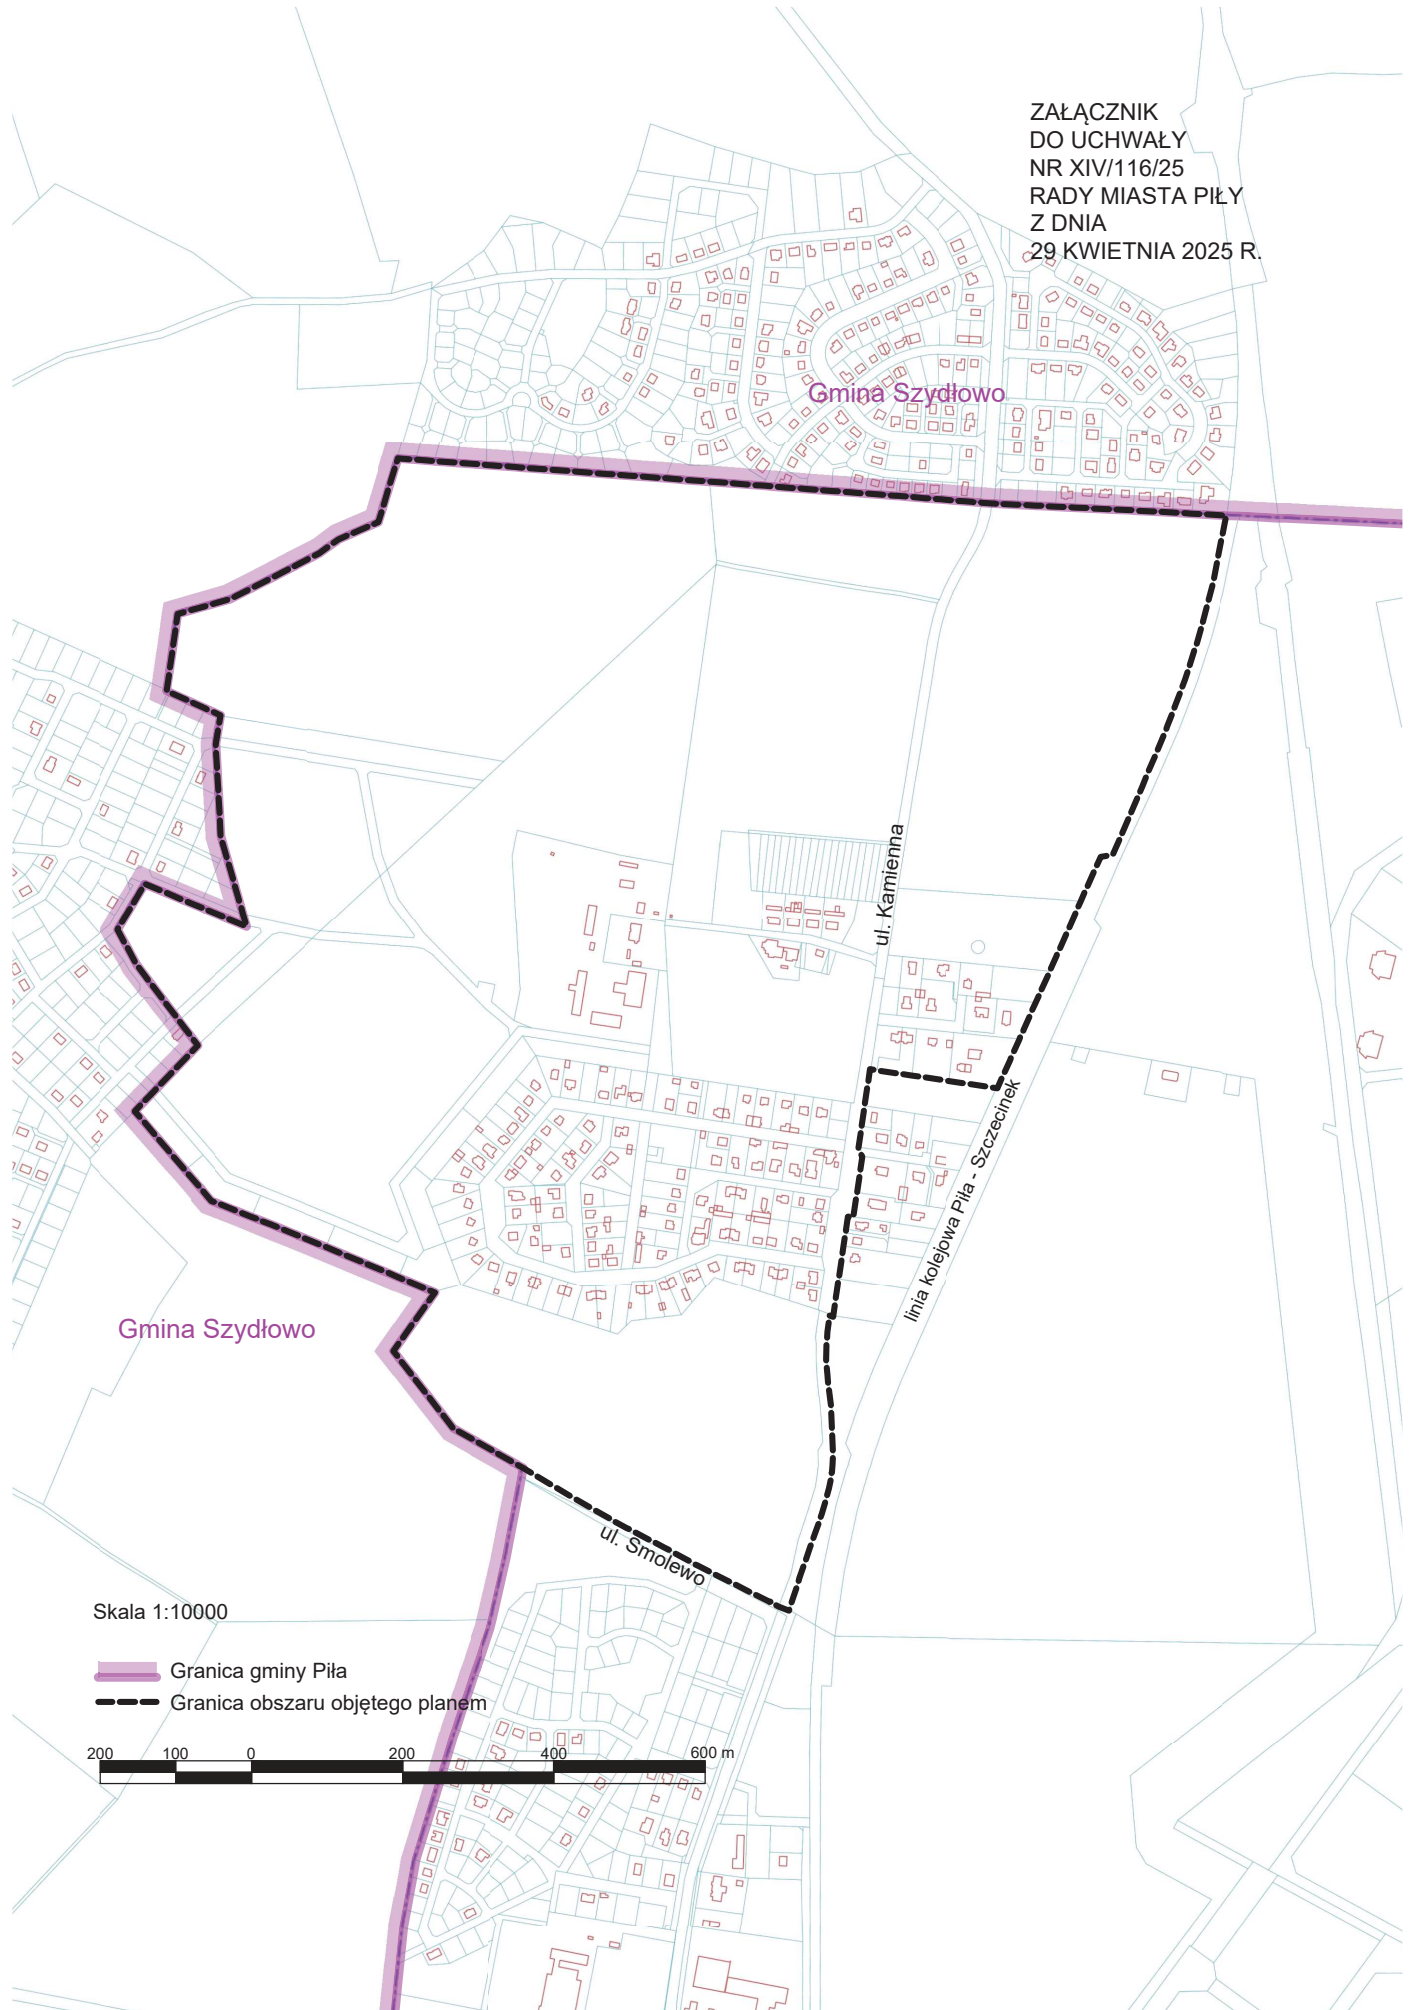 ZAŁĄCZNIK
DO UCHWAŁY
NR XIV/116/25
RADY MIASTA PIŁY
Z DNIA
29 KWIETNIA 2025 R.
Gmina Szydłowo
ul. Kamienna
linia kolejowa Piła - Szczecinek
Gmina Szydłowo
ul. Smolewo
Skala 1:10000
Granica gminy Piła
Granica obszaru objętego planem
200 100 0 200 400 600 m